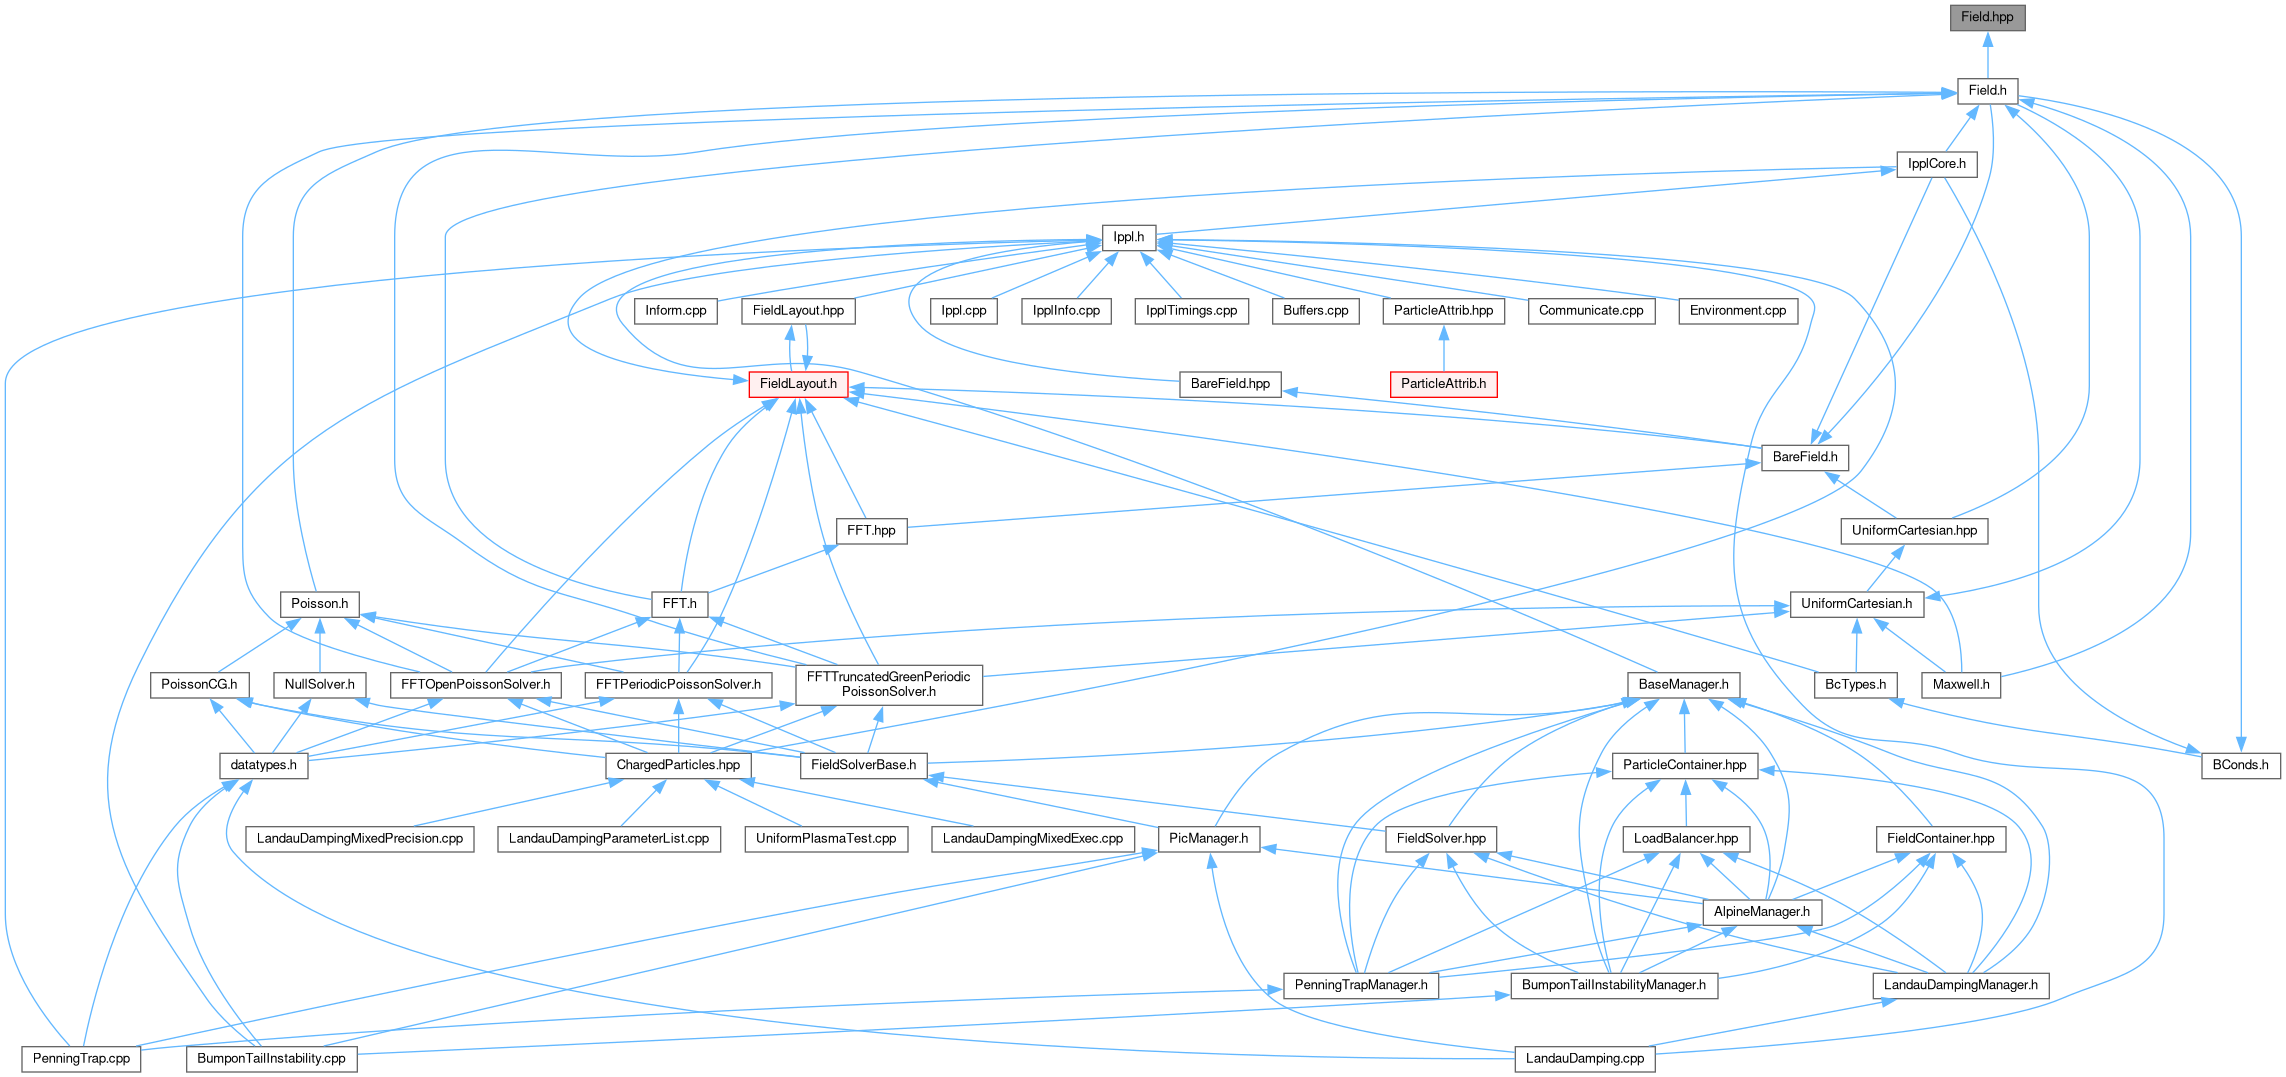 Field.hpp
Field.h
IpplCore.h
Ippl.h
Inform.cpp
FieldLayout.hpp
Ippl.cpp
IpplInfo.cpp
IpplTimings.cpp
Buffers.cpp
ParticleAttrib.hpp
Communicate.cpp
Environment.cpp
FieldLayout.h
BareField.hpp
ParticleAttrib.h
BareField.h
FFT.hpp
UniformCartesian.hpp
Poisson.h
FFT.h
UniformCartesian.h
PoissonCG.h
NullSolver.h
FFTOpenPoissonSolver.h
FFTPeriodicPoissonSolver.h
FFTTruncatedGreenPeriodic
PoissonSolver.h
BaseManager.h
BcTypes.h
Maxwell.h
datatypes.h
ChargedParticles.hpp
FieldSolverBase.h
ParticleContainer.hpp
BConds.h
LandauDampingMixedPrecision.cpp
LandauDampingParameterList.cpp
UniformPlasmaTest.cpp
LandauDampingMixedExec.cpp
PicManager.h
FieldSolver.hpp
LoadBalancer.hpp
FieldContainer.hpp
AlpineManager.h
PenningTrapManager.h
BumponTailInstabilityManager.h
LandauDampingManager.h
PenningTrap.cpp
BumponTailInstability.cpp
LandauDamping.cpp